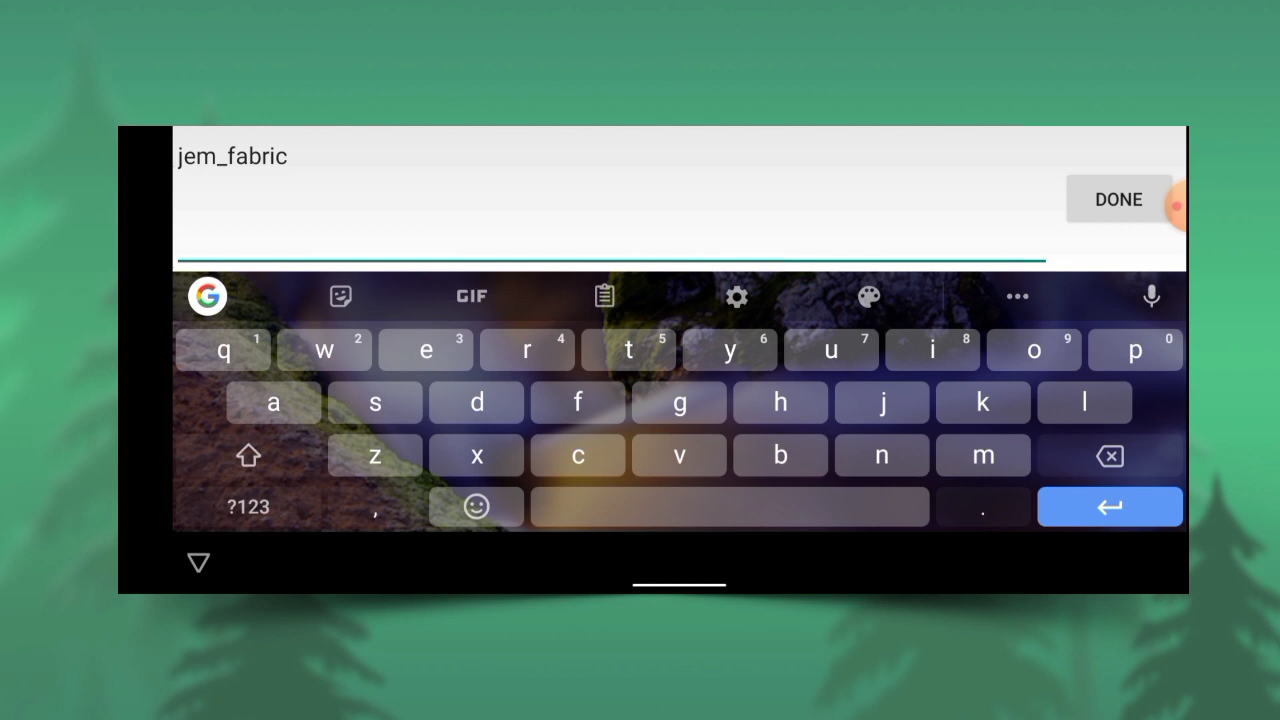 jem_fabric
DONE
GIF
q 1 w 2 e 3 r 4 t 5 y 6 u 7 i 8 o 9 p 0
a s d f g h j k l
z x c v b n m
?123 , .